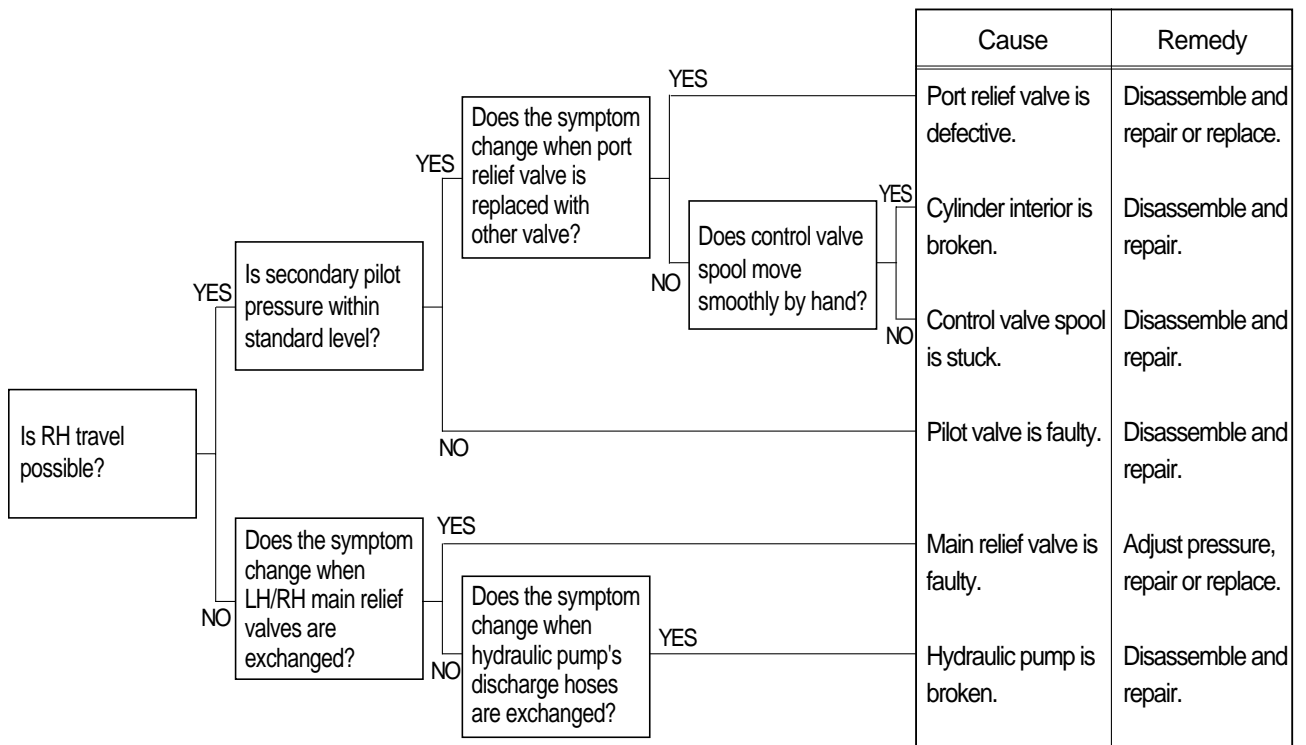 Is RH travel
possible?
YES
NO
Is secondary pilot
pressure within
standard level?
YES
NO
Does the symptom
change when port
relief valve is
replaced with
other valve?
YES
NO
Does control valve
spool move
smoothly by hand?
YES
NO
Does the symptom
change when
LH/RH main relief
valves are
exchanged?
YES
NO
Does the symptom
change when
hydraulic pump's
discharge hoses
are exchanged?
YES
Cause
Remedy
Port relief valve is
defective.
Disassemble and
repair or replace.
Cylinder interior is
broken.
Disassemble and
repair.
Control valve spool
is stuck.
Disassemble and
repair.
Pilot valve is faulty.
Disassemble and
repair.
Main relief valve is
faulty.
Adjust pressure,
repair or replace.
Hydraulic pump is
broken.
Disassemble and
repair.